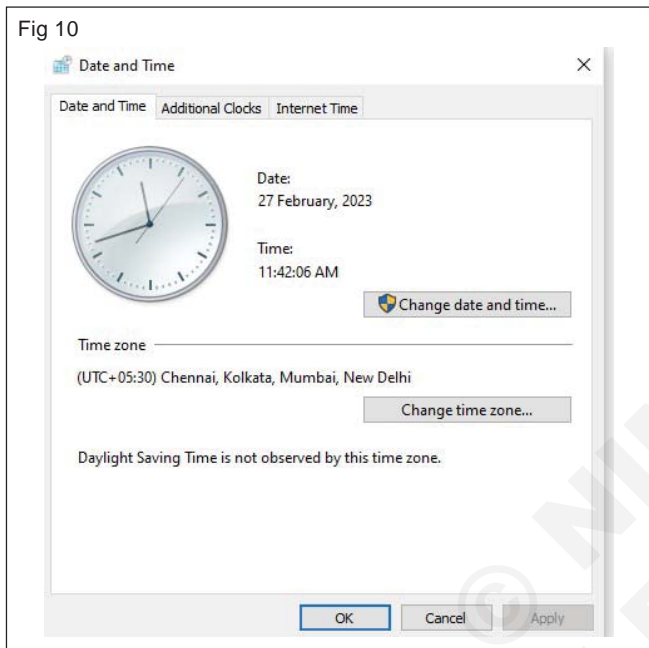 Fig 10
Date and Time
Date and Time Additional Clocks Internet Time
Date:
27 February, 2023
Time:
11:42:06 AM
Change date and time...
Time zone
(UTC+05:30) Chennai, Kolkata, Mumbai, New Delhi
Change time zone...
Daylight Saving Time is not observed by this time zone.
OK Cancel Apply